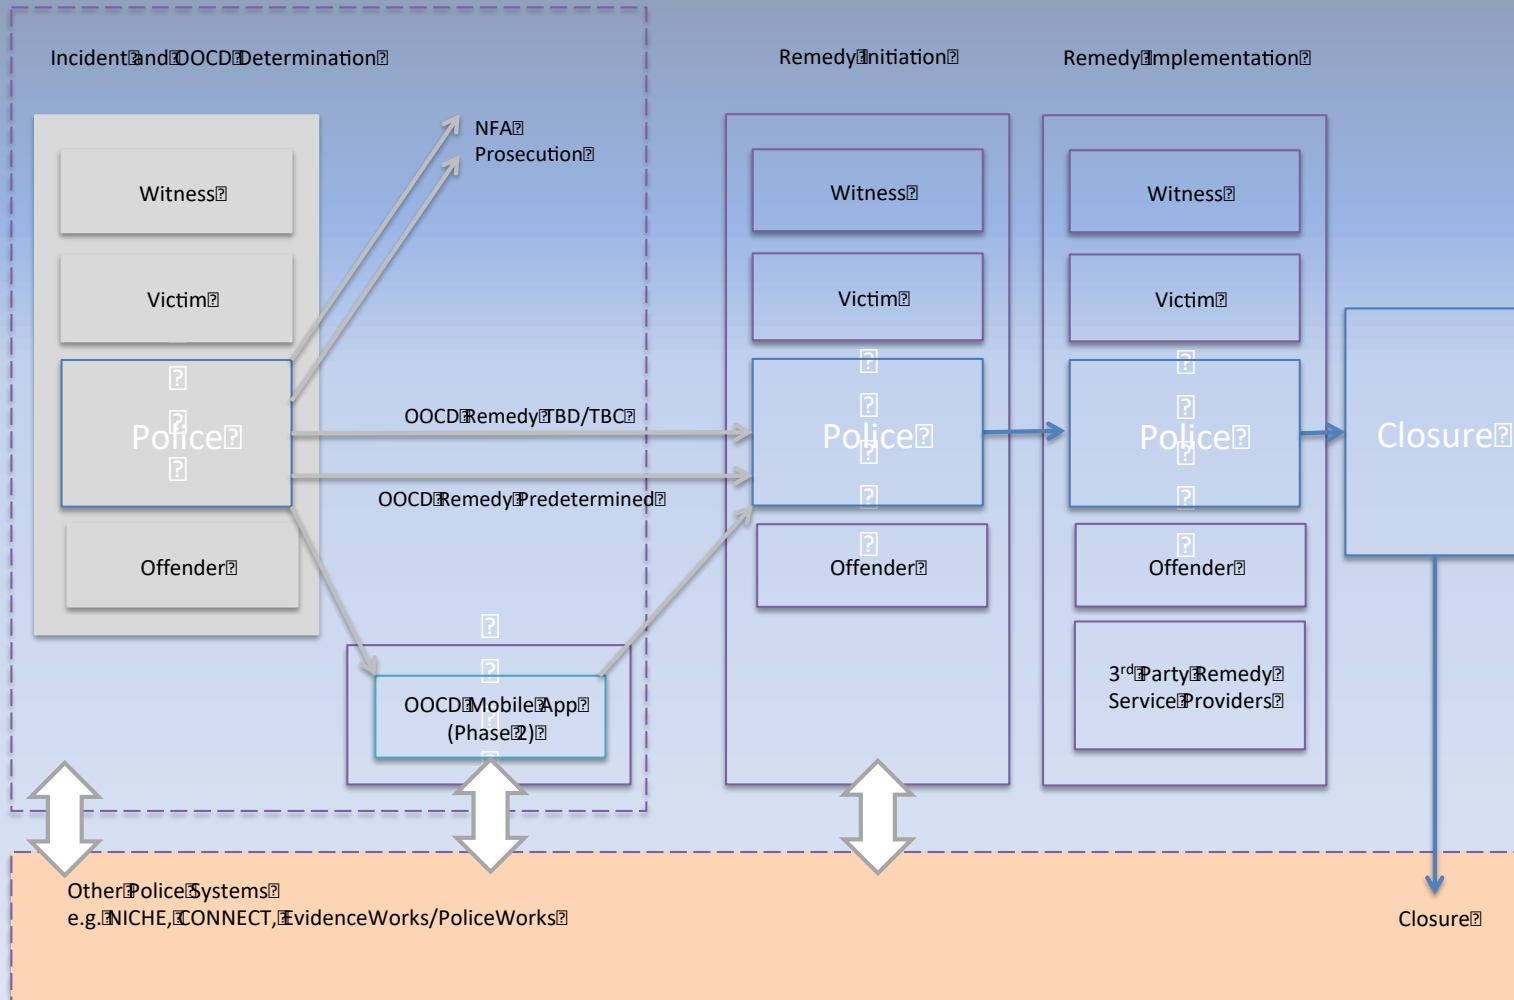 Incident and OOCD Determination
Remedy Initiation
Remedy Implementation
NFA
Prosecution
Witness
Victim
Police
Offender
OOCD Remedy TBD/TBC
OOCD Remedy Predetermined
OOCD Mobile App
(Phase 2)
Witness
Victim
Police
Offender
Witness
Victim
Police
Offender
3rd Party Remedy
Service Providers
Closure
Other Police Systems
e.g. NICHE, CONNECT, EvidenceWorks/PoliceWorks
Closure